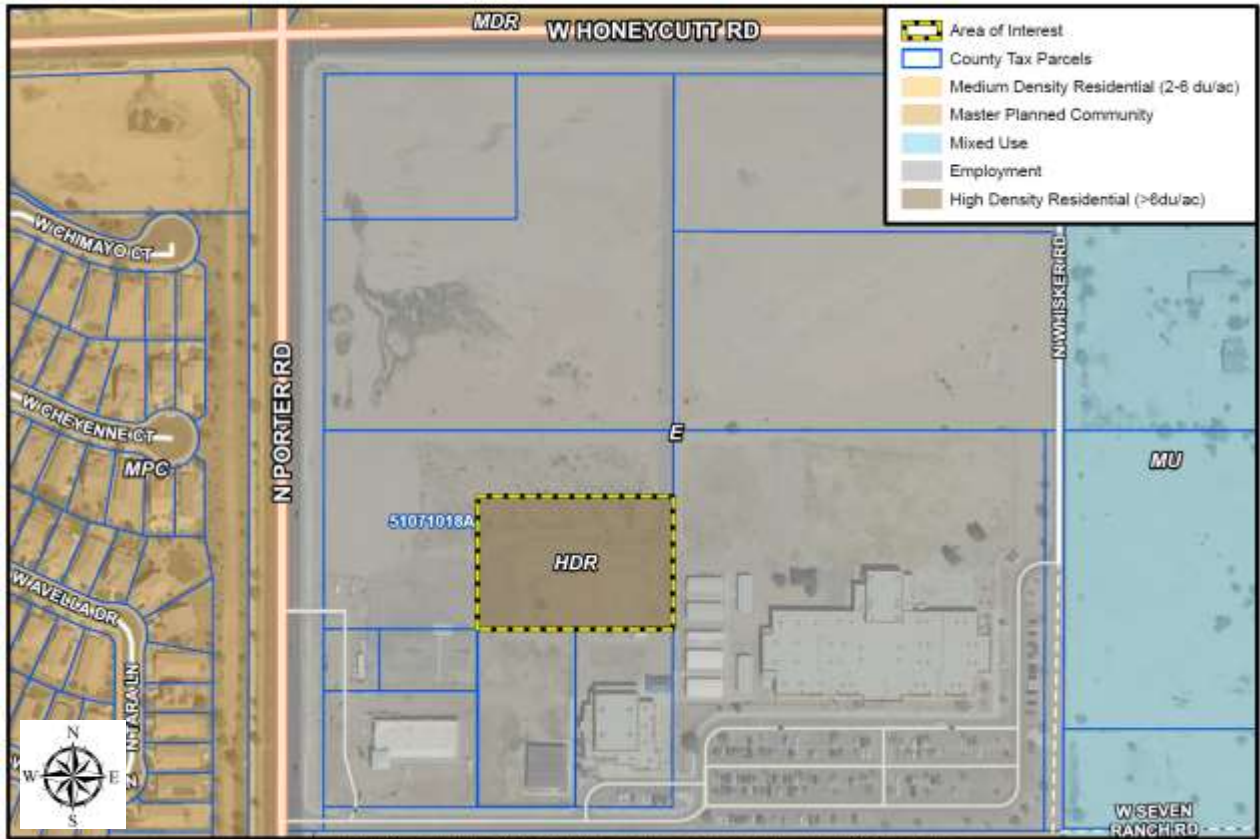 MDR
W HONEYCUTT RD
Area of Interest
County Tax Parcels
Medium Density Residential (2-6 du/ac)
Master Planned Community
Mixed Use
Employment
High Density Residential (>6du/ac)
W CHIMAYO CT
N WHISKER RD
N PORTER RD
W CHEYENNE CT
MPC
E
MU
51071018A
HDR
W AVELLA DR
N TARA LN
N
W
E
S
W SEVEN
RANCH RD